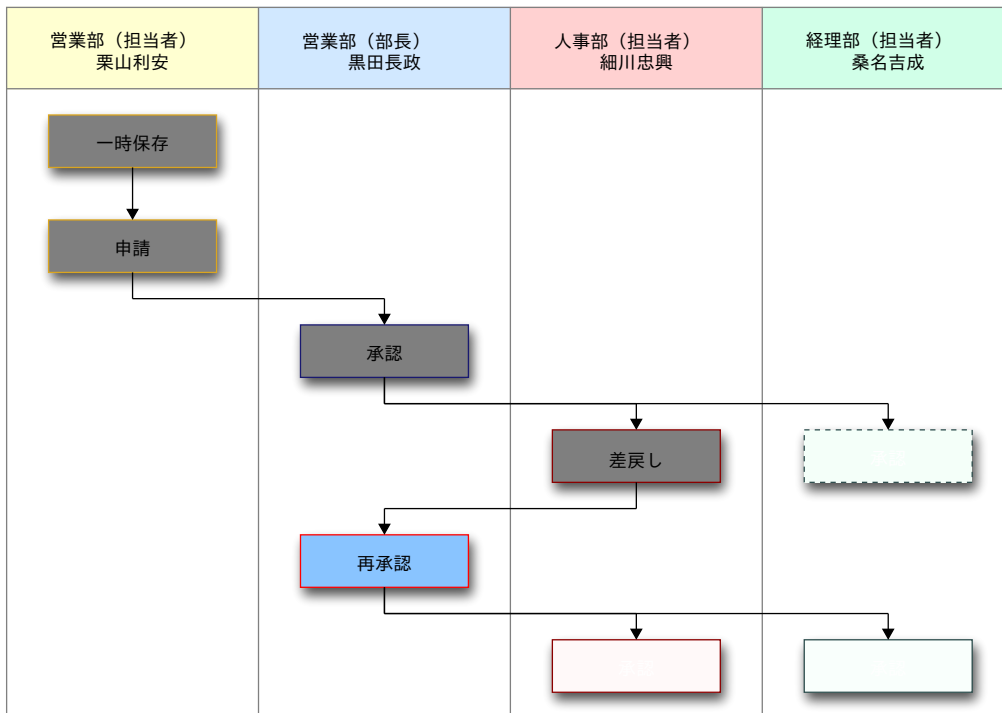 営業部（担当者）
栗山利安
営業部（部長）
黒田長政
人事部（担当者）
細川忠興
経理部（担当者）
桑名吉成
一時保存
申請
承認
差戻し
再承認